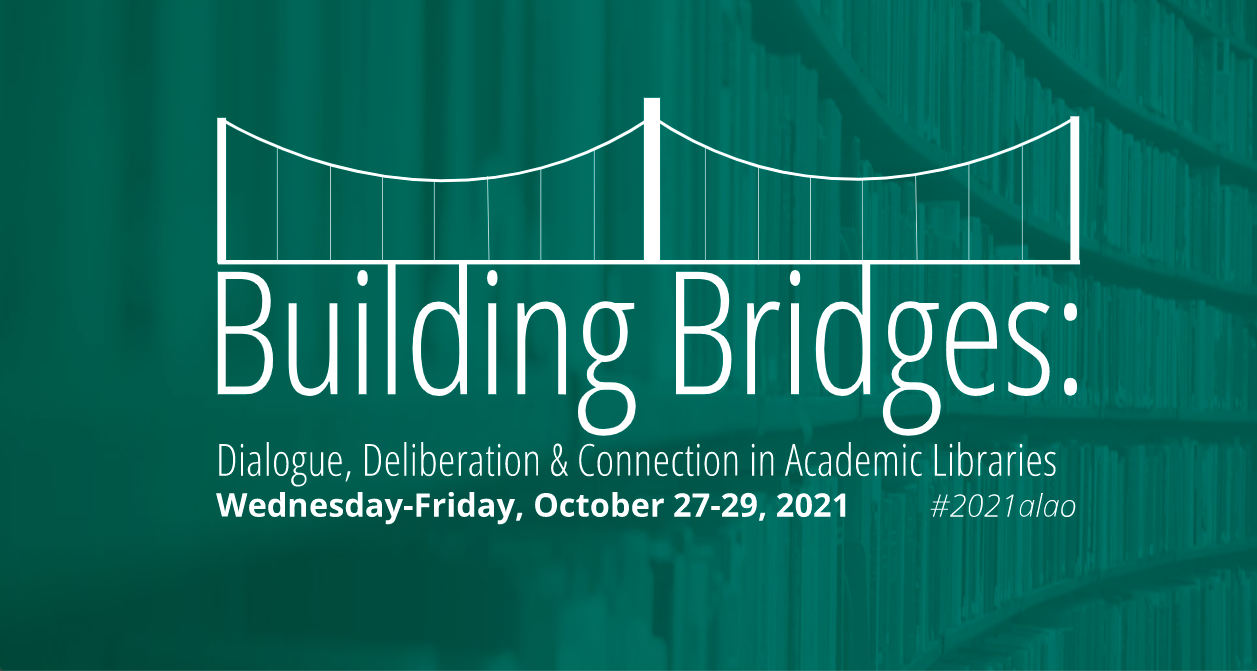 Building Bridges:
Dialogue, Deliberation & Connection in Academic Libraries
Wednesday-Friday, October 27-29, 2021 #2021alao